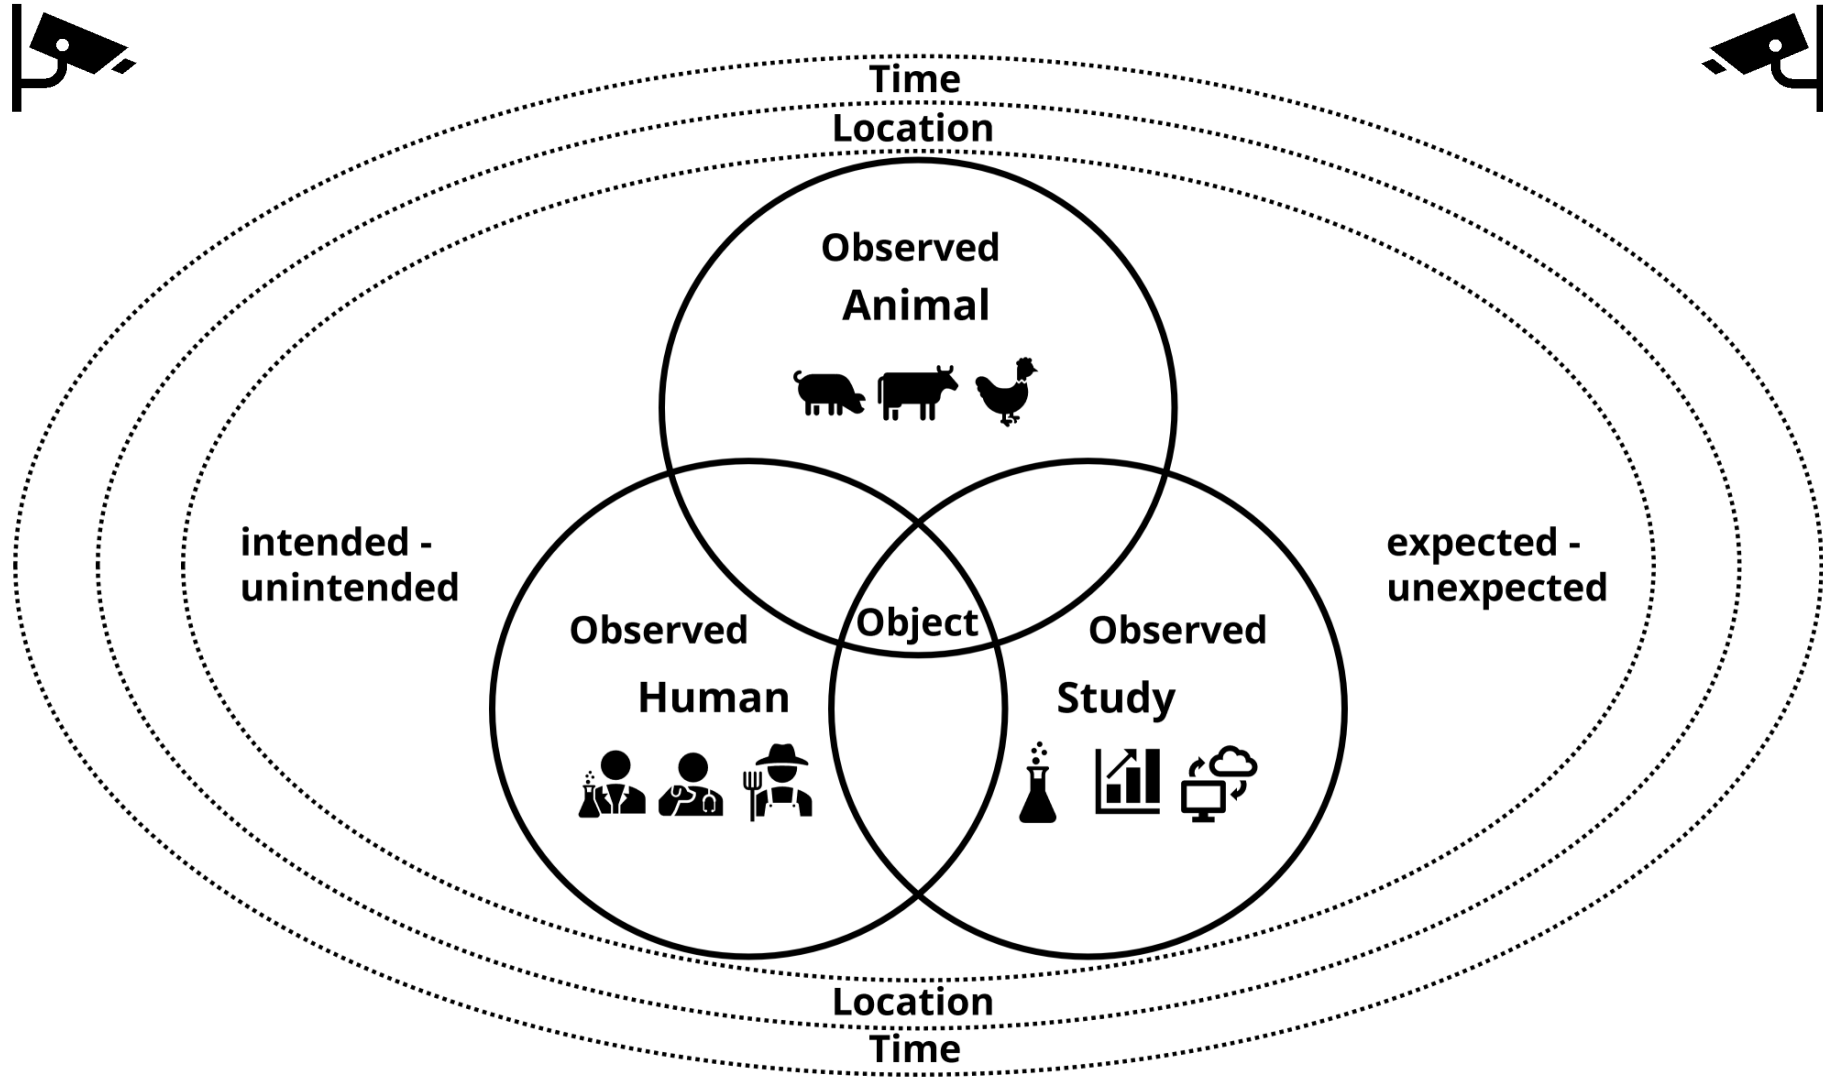 Time
Location
Observed
Animal
intended -
unintended
expected -
unexpected
Object
Observed
Human
Observed
Study
Location
Time